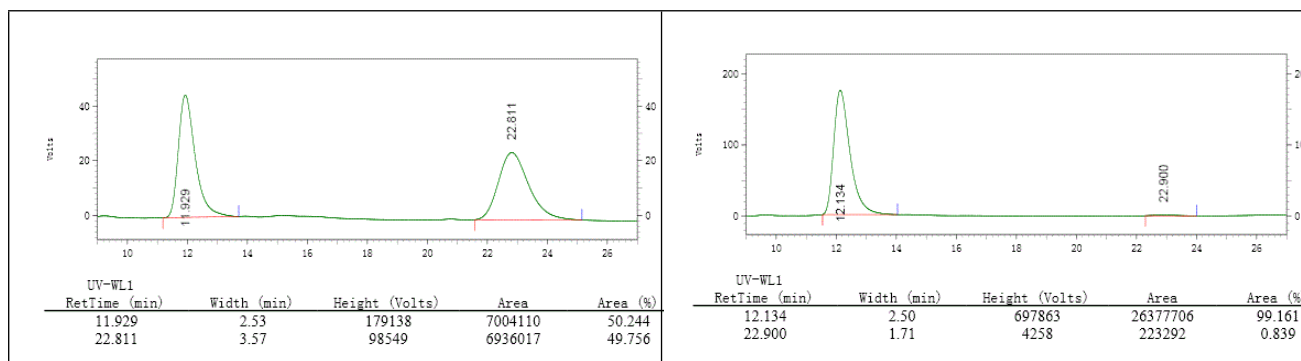 Volts
40
20
0
40
20
0
11.929
22.811
10 12 14 16 18 20 22 24 26
UV-WL1
RetTime (min) Width (min) Height (Volts) Area Area (%)
11.929 2.53 179138 7004110 50.244
22.811 3.57 98549 6936017 49.756
Volts
200
100
0
12.134
22.900
10 12 14 16 18 20 22 24 26
UV-WL1
RetTime (min) Width (min) Height (Volts) Area Area (%)
12.134 2.50 697863 26377706 99.161
22.900 1.71 4258 223292 0.839